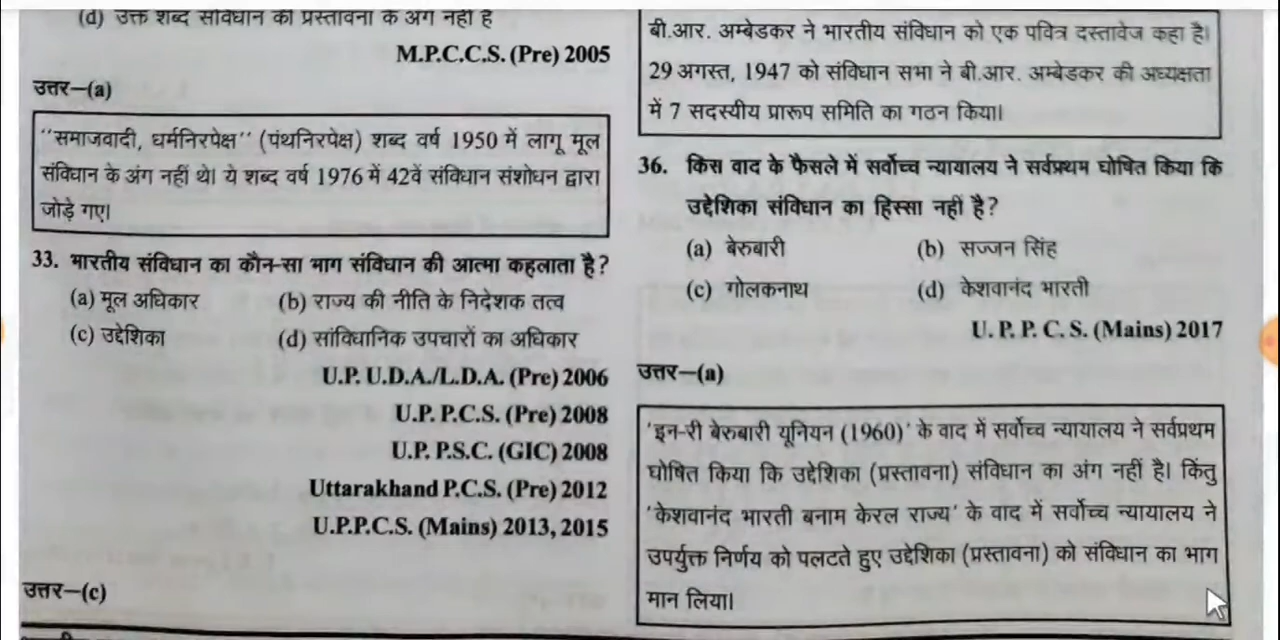 (d) उक्त शब्द संविधान की प्रस्तावना के अंग नहीं हैं
M.P.C.C.S. (Pre) 2005
उत्तर–(a)
‘‘समाजवादी, धर्मनिरपेक्ष’’ (पंथनिरपेक्ष) शब्द वर्ष 1950 में लागू मूल
संविधान के अंग नहीं थे। ये शब्द वर्ष 1976 में 42वें संविधान संशोधन द्वारा
जोड़े गए।
33. भारतीय संविधान का कौन-सा भाग संविधान की आत्मा कहलाता है?
(a) मूल अधिकार (b) राज्य की नीति के निदेशक तत्व
(c) उद्देशिका (d) सांविधानिक उपचारों का अधिकार
U.P. U.D.A./L.D.A. (Pre) 2006
U.P. P.C.S. (Pre) 2008
U.P. P.S.C. (GIC) 2008
Uttarakhand P.C.S. (Pre) 2012
U.P.P.C.S. (Mains) 2013, 2015
उत्तर–(c)
बी.आर. अम्बेडकर ने भारतीय संविधान को एक पवित्र दस्तावेज कहा है।
29 अगस्त, 1947 को संविधान सभा ने बी.आर. अम्बेडकर की अध्यक्षता
में 7 सदस्यीय प्रारूप समिति का गठन किया।
36. किस वाद के फैसले में सर्वोच्च न्यायालय ने सर्वप्रथम घोषित किया कि
उद्देशिका संविधान का हिस्सा नहीं है?
(a) बेरुबारी (b) सज्जन सिंह
(c) गोलकनाथ (d) केशवानंद भारती
U. P. P. C. S. (Mains) 2017
उत्तर–(a)
‘इन-री बेरुबारी यूनियन (1960)’ के वाद में सर्वोच्च न्यायालय ने सर्वप्रथम
घोषित किया कि उद्देशिका (प्रस्तावना) संविधान का अंग नहीं है। किंतु
‘केशवानंद भारती बनाम केरल राज्य’ के वाद में सर्वोच्च न्यायालय ने
उपर्युक्त निर्णय को पलटते हुए उद्देशिका (प्रस्तावना) को संविधान का भाग
मान लिया।